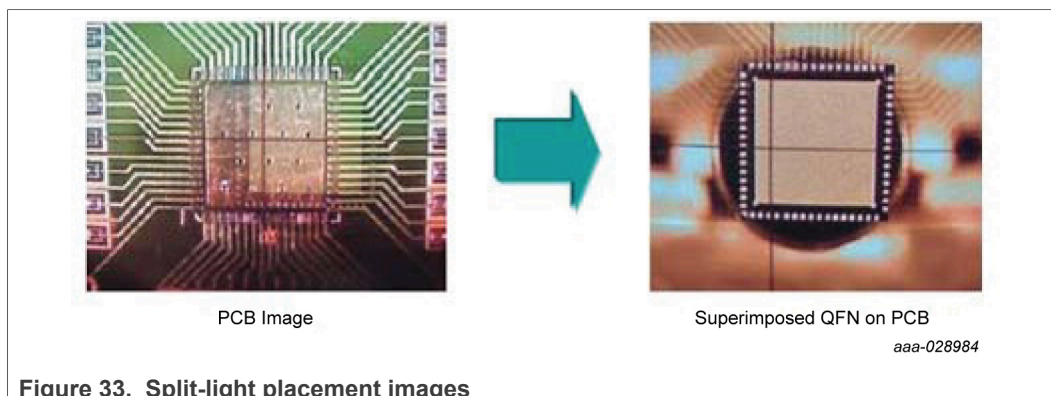 PCB Image
Superimposed QFN on PCB
aaa-028984
Figure 33. Split-light placement images